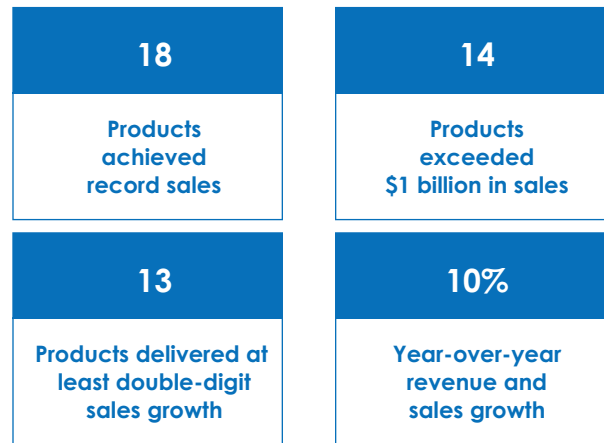 18
Products
achieved
record sales
14
Products
exceeded
$1 billion in sales
13
Products delivered at
least double-digit
sales growth
10%
Year-over-year
revenue and
sales growth